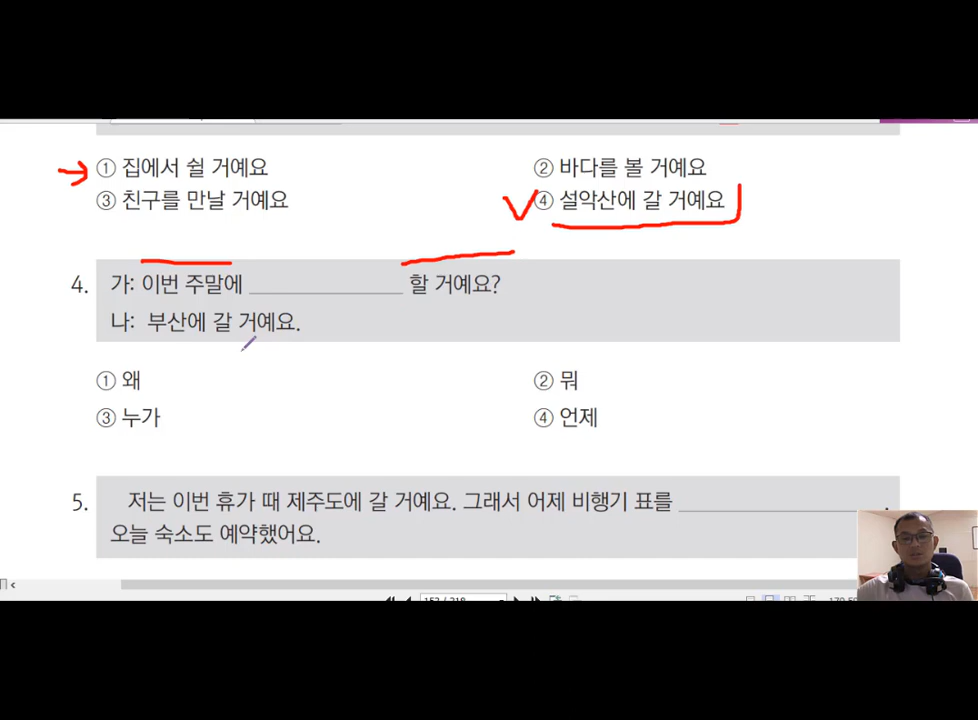 ① 집에서 쉴 거예요
② 바다를 볼 거예요
③ 친구를 만날 거예요
④ 설악산에 갈 거예요
4. 가: 이번 주말에 ____________ 할 거예요?
나: 부산에 갈 거예요.
① 왜
② 뭐
③ 누가
④ 언제
5. 저는 이번 휴가 때 제주도에 갈 거예요. 그래서 어제 비행기 표를 ____________.
오늘 숙소도 예약했어요.